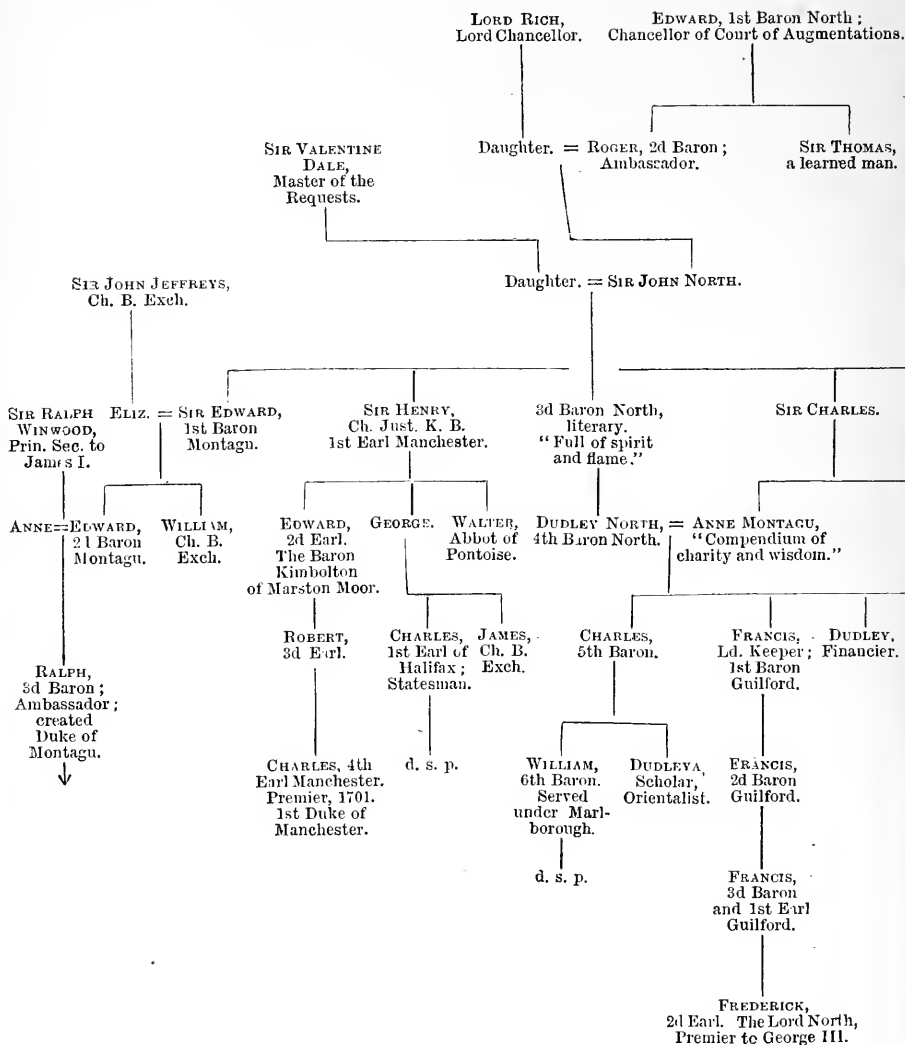 LORD RICH,
Lord Chancellor.
EDWARD, 1st Baron North ;
Chancellor of Court of Augmentations.
SIR VALENTINE
DALE,
Master of the
Requests.
Daughter. = ROGER, 2d Baron ;
Ambassador.
SIR THOMAS,
a learned man.
SIR JOHN JEFFREYS,
Ch. B. Exch.
Daughter. = SIR JOHN NORTH.
SIR RALPH
WINWOOD,
Prin. Sec. to
James I.
ELIZ. = SIR EDWARD,
1st Baron
Montagu.
SIR HENRY,
Ch. Just. K. B.
1st Earl Manchester.
3d Baron North,
literary.
"Full of spirit
and flame."
SIR CHARLES.
ANNE=EDWARD,
2d Baron
Montagu.
WILLIAM,
Ch. B.
Exch.
EDWARD,
2d Earl.
The Baron
Kimbolton
of Marston Moor.
GEORGE.
WALTER,
Abbot of
Pontoise.
DUDLEY NORTH, = ANNE MONTAGU,
4th Baron North.
"Compendium of
charity and wisdom."
RALPH,
3d Baron ;
Ambassador ;
created
Duke of
Montagu.
ROBERT,
3d Earl.
CHARLES,
1st Earl of
Halifax ;
Statesman.
JAMES,
Ch. B.
Exch.
CHARLES,
5th Baron.
FRANCIS,
Ld. Keeper ;
1st Baron
Guilford.
DUDLEY,
Financier.
CHARLES, 4th
Earl Manchester.
Premier, 1701.
1st Duke of
Manchester.
d. s. p.
WILLIAM,
6th Baron.
Served
under Marl-
borough.
DUDLEYA,
Scholar,
Orientalist.
FRANCIS,
2d Baron
Guilford.
d. s. p.
FRANCIS,
3d Baron
and 1st Earl
Guilford.
FREDERICK,
2d Earl. The Lord North,
Premier to George III.